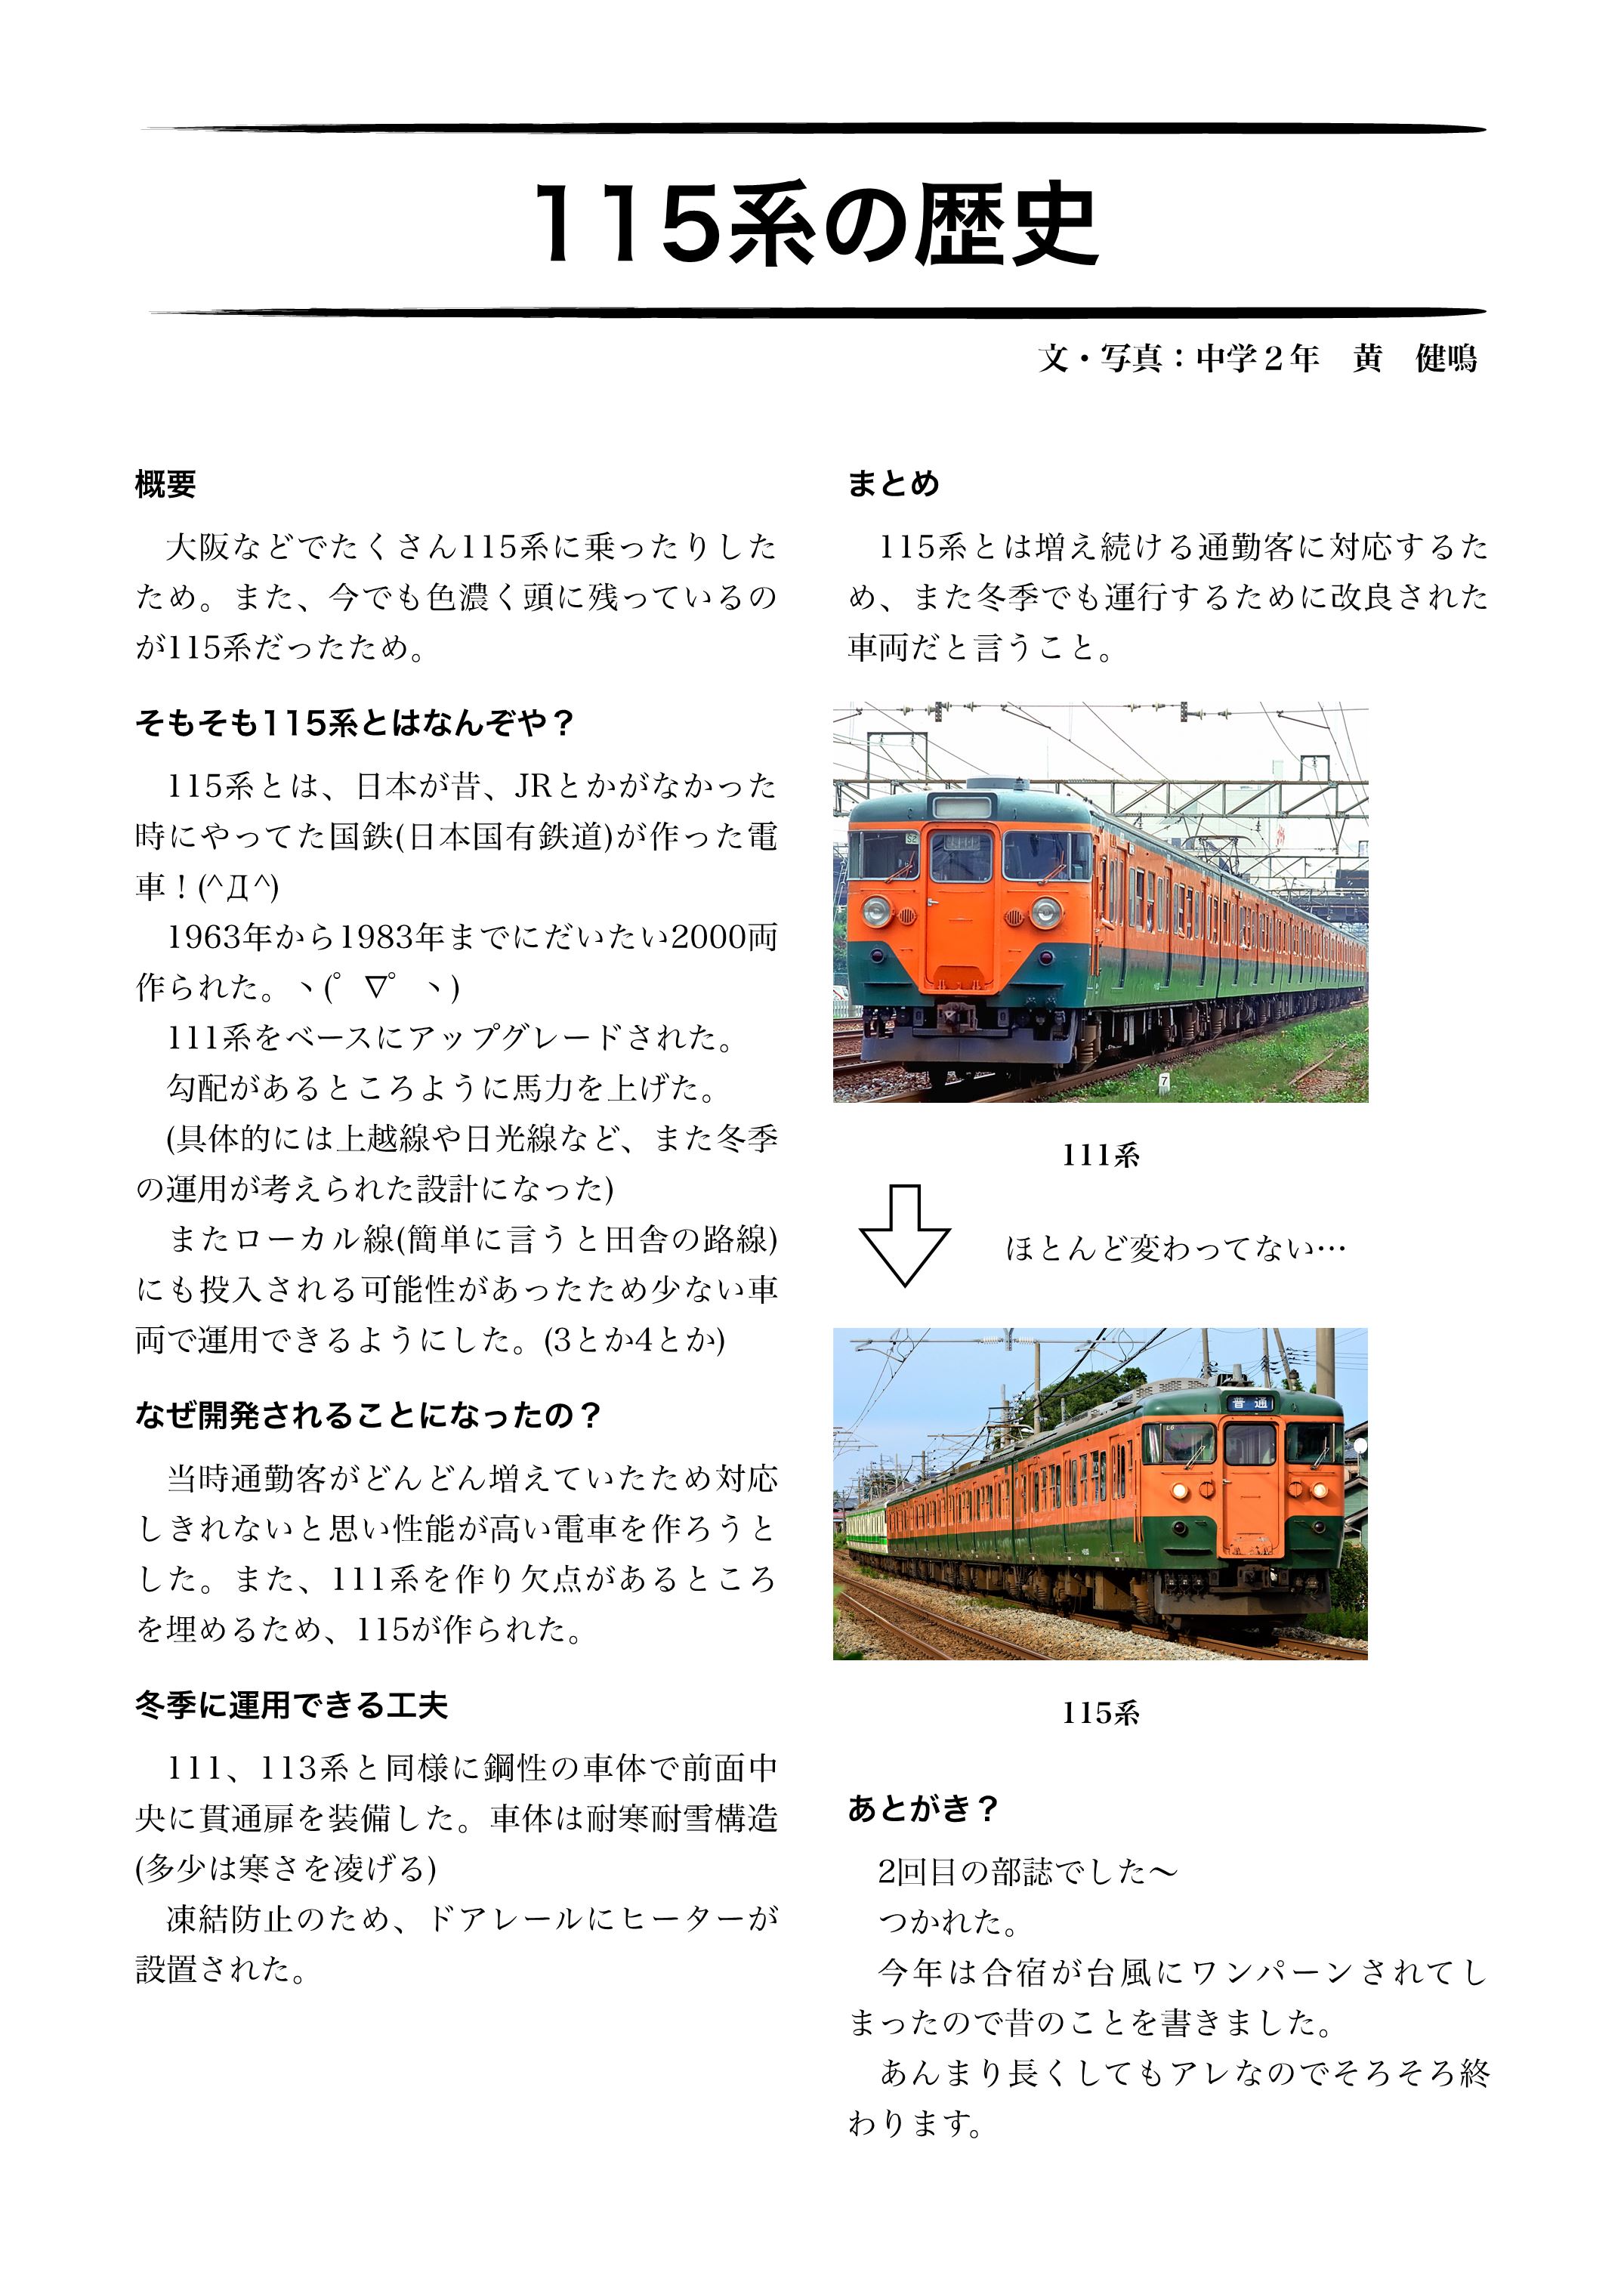 115系の歴史
文・写真：中学２年　黄　健鳴
概要
　大阪などでたくさん115系に乗ったりした
ため。また、今でも色濃く頭に残っているの
が115系だったため。
そもそも115系とはなんぞや？
　115系とは、日本が昔、JRとかがなかった
時にやってた国鉄(日本国有鉄道)が作った電
車！(^Д^)
　1963年から1983年までにだいたい2000両
作られた。ヽ(ﾟ▽ﾟヽ)
　111系をベースにアップグレードされた。
　勾配があるところように馬力を上げた。
　(具体的には上越線や日光線など、また冬季
の運用が考えられた設計になった)
　またローカル線(簡単に言うと田舎の路線)
にも投入される可能性があったため少ない車
両で運用できるようにした。(3とか4とか)
なぜ開発されることになったの？
　当時通勤客がどんどん増えていたため対応
しきれないと思い性能が高い電車を作ろうと
した。また、111系を作り欠点があるところ
を埋めるため、115が作られた。
冬季に運用できる工夫
　111、113系と同様に鋼性の車体で前面中
央に貫通扉を装備した。車体は耐寒耐雪構造
(多少は寒さを凌げる)
　凍結防止のため、ドアレールにヒーターが
設置された。
まとめ
　115系とは増え続ける通勤客に対応するた
め、また冬季でも運行するために改良された
車両だと言うこと。
7
111系
ほとんど変わってない…
普通
115系
あとがき？
　2回目の部誌でした〜
　つかれた。
　今年は合宿が台風にワンパーンされてし
まったので昔のことを書きました。
　あんまり長くしてもアレなのでそろそろ終
わります。